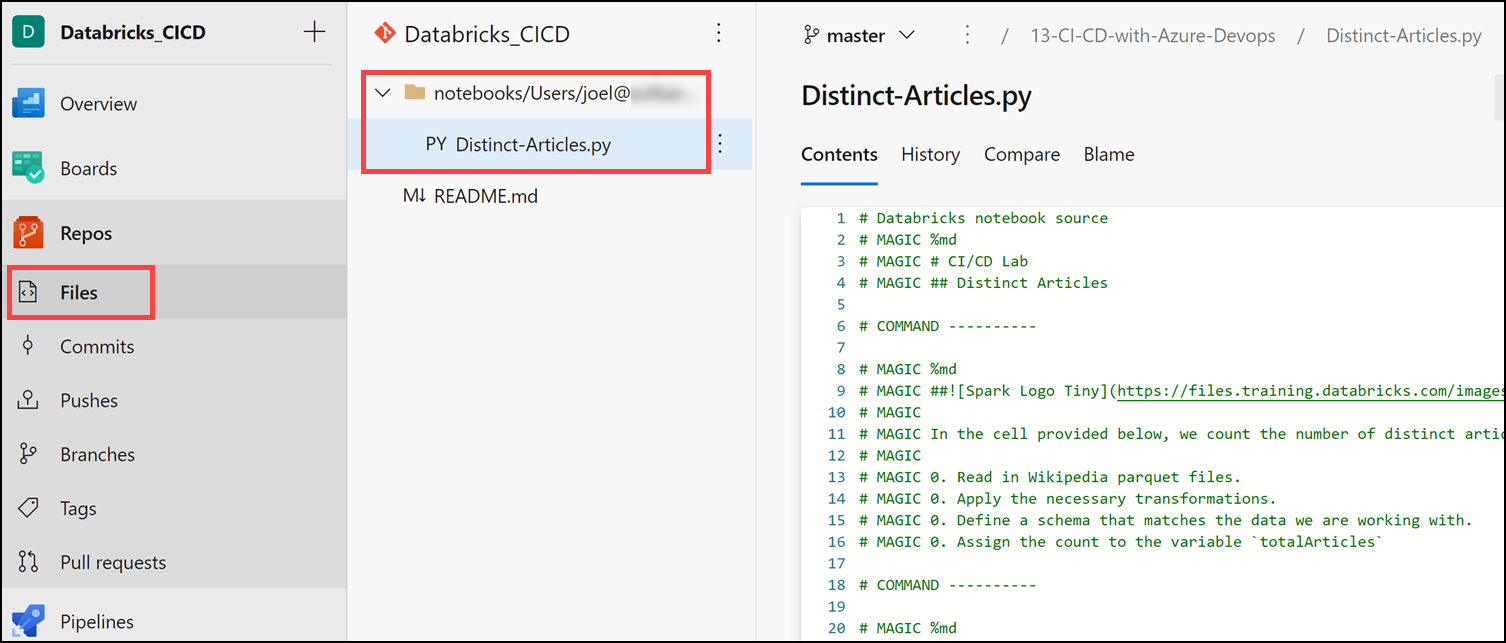 D Databricks_CICD +
Overview
Boards
Repos
Files
Commits
Pushes
Branches
Tags
Pull requests
Pipelines
Databricks_CICD
notebooks/Users/joel@
PY Distinct-Articles.py
M↓ README.md
master / 13-CI-CD-with-Azure-Devops / Distinct-Articles.py
Distinct-Articles.py
Contents History Compare Blame
1 # Databricks notebook source
2 # MAGIC %md
3 # MAGIC # CI/CD Lab
4 # MAGIC ## Distinct Articles
5
6 # COMMAND ----------
7
8 # MAGIC %md
9 # MAGIC ##![Spark Logo Tiny](https://files.training.databricks.com/images
10 # MAGIC
11 # MAGIC In the cell provided below, we count the number of distinct artic
12 # MAGIC
13 # MAGIC 0. Read in Wikipedia parquet files.
14 # MAGIC 0. Apply the necessary transformations.
15 # MAGIC 0. Define a schema that matches the data we are working with.
16 # MAGIC 0. Assign the count to the variable `totalArticles`
17
18 # COMMAND ----------
19
20 # MAGIC %md